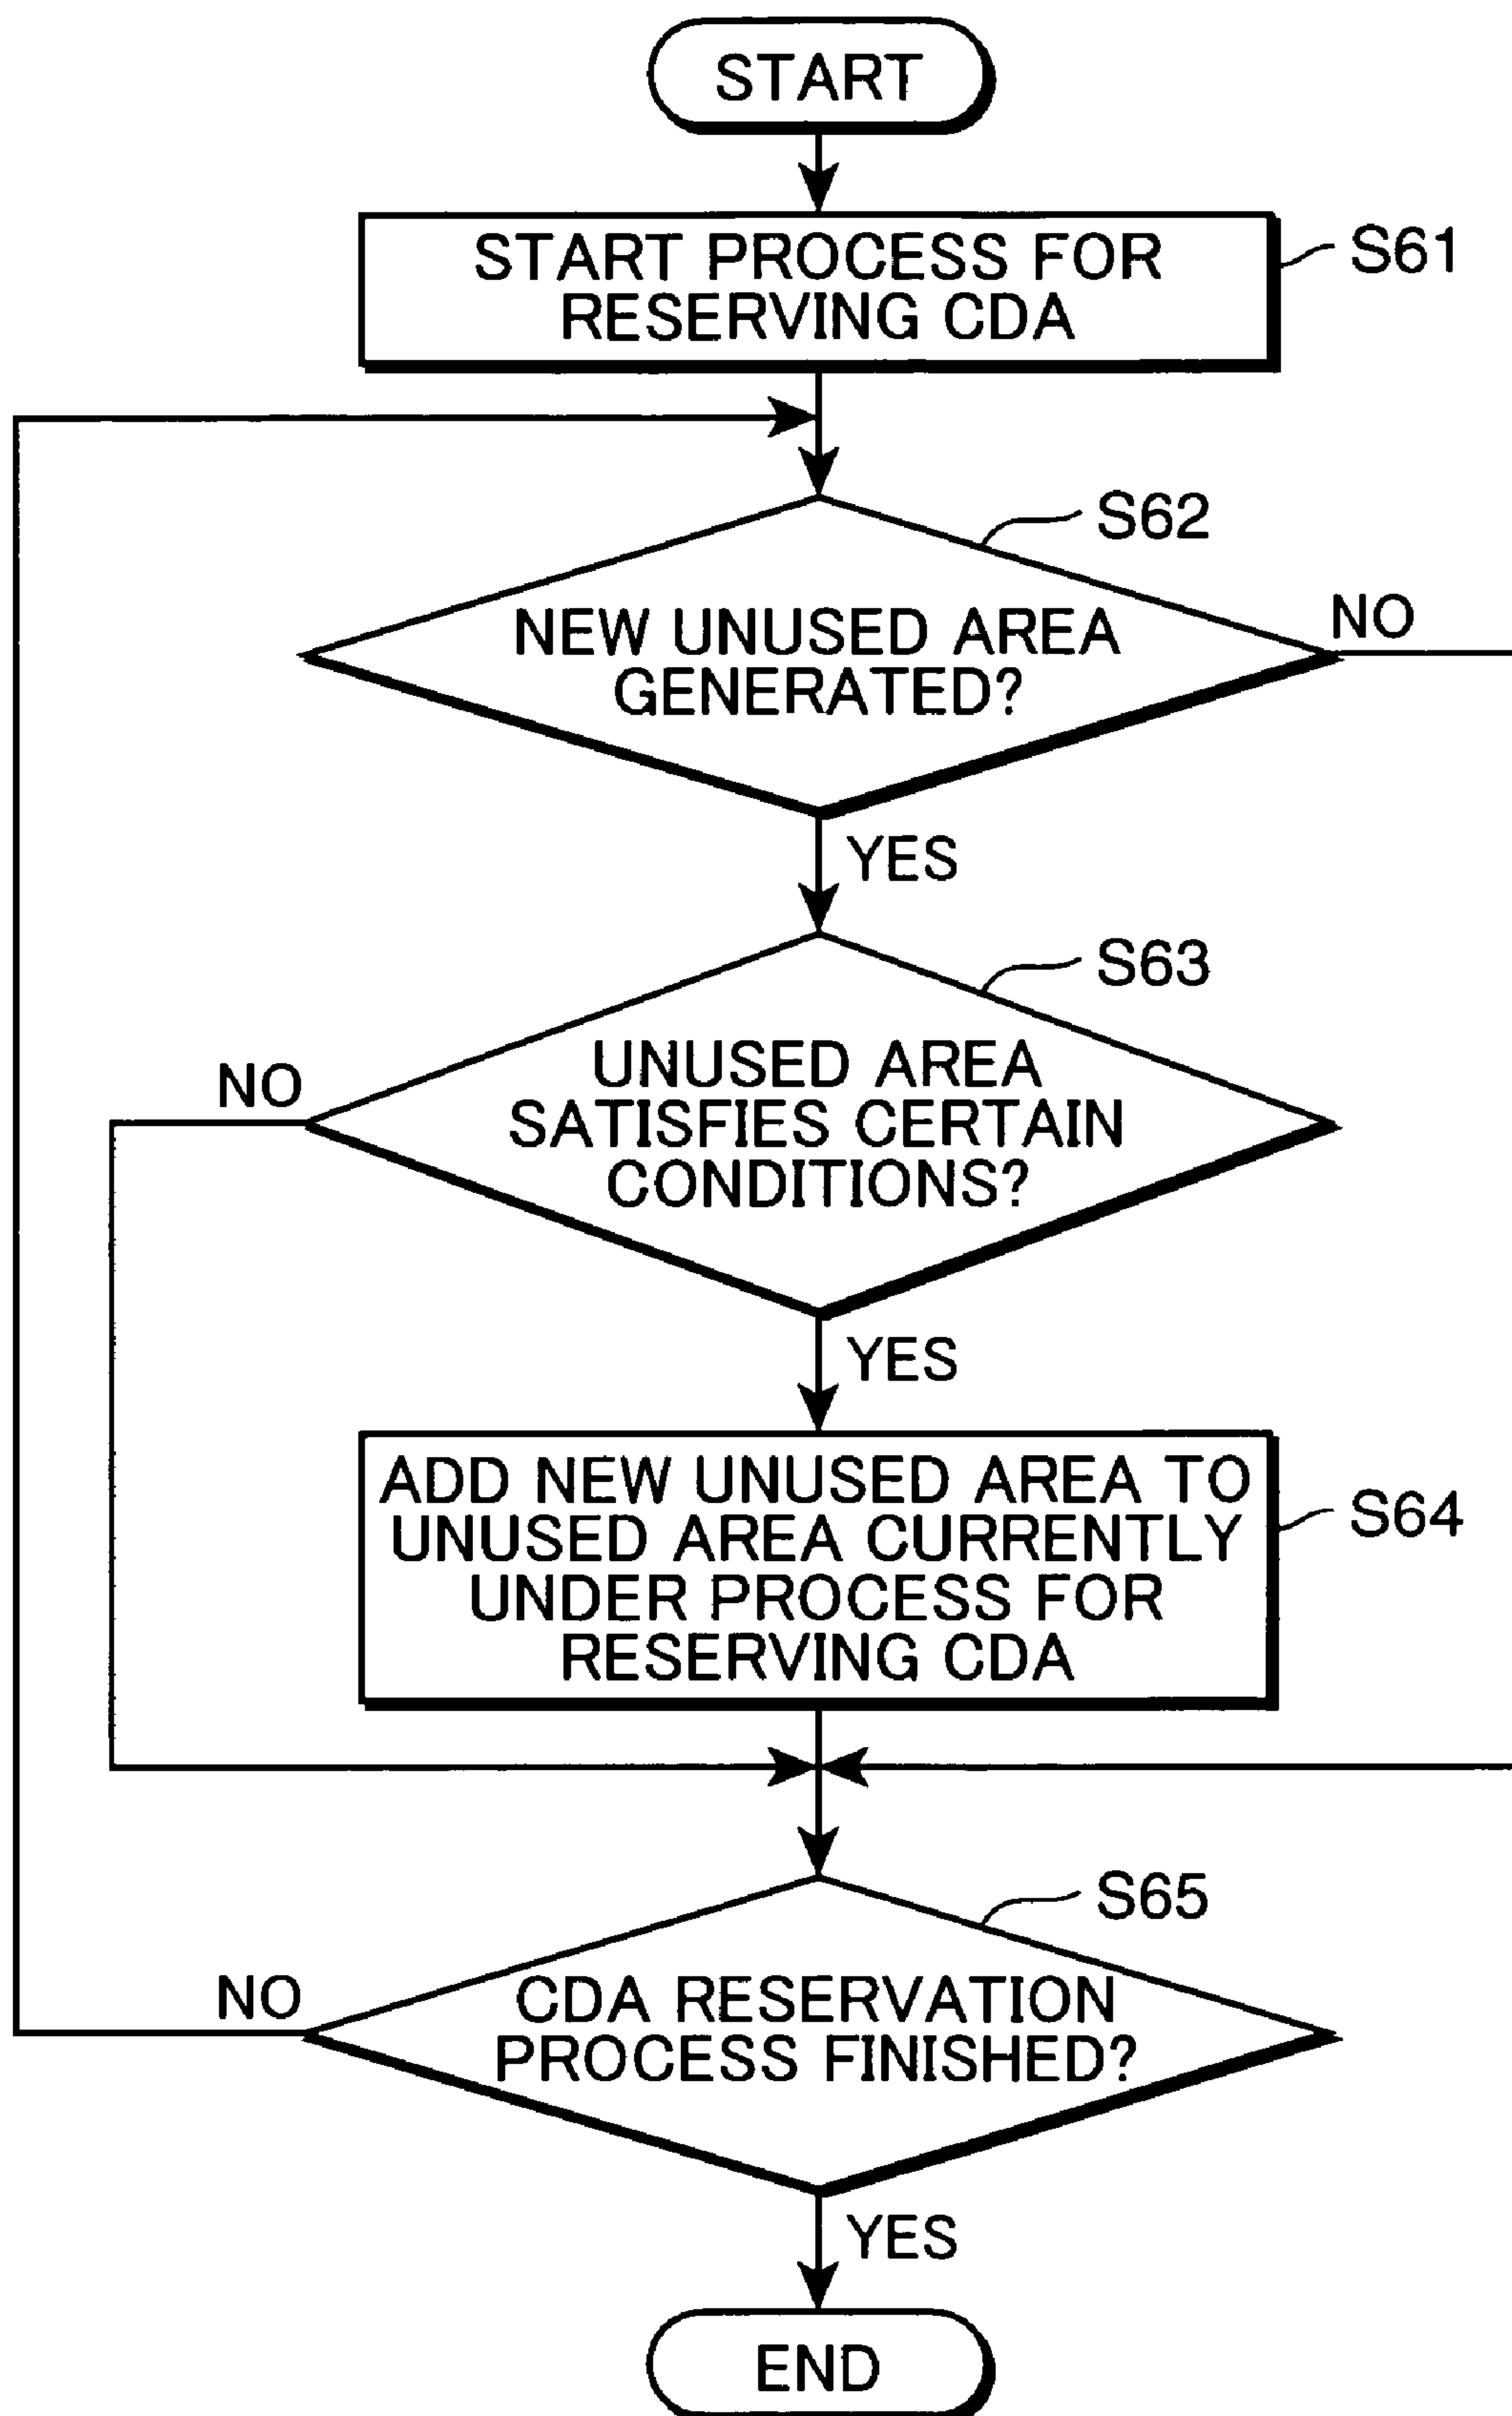 START
START PROCESS FOR
RESERVING CDA
S61
S62
NEW UNUSED AREA
GENERATED?
NO
YES
S63
UNUSED AREA
SATISFIES CERTAIN
CONDITIONS?
NO
YES
ADD NEW UNUSED AREA TO
UNUSED AREA CURRENTLY
UNDER PROCESS FOR
RESERVING CDA
S64
S65
CDA RESERVATION
PROCESS FINISHED?
NO
YES
END